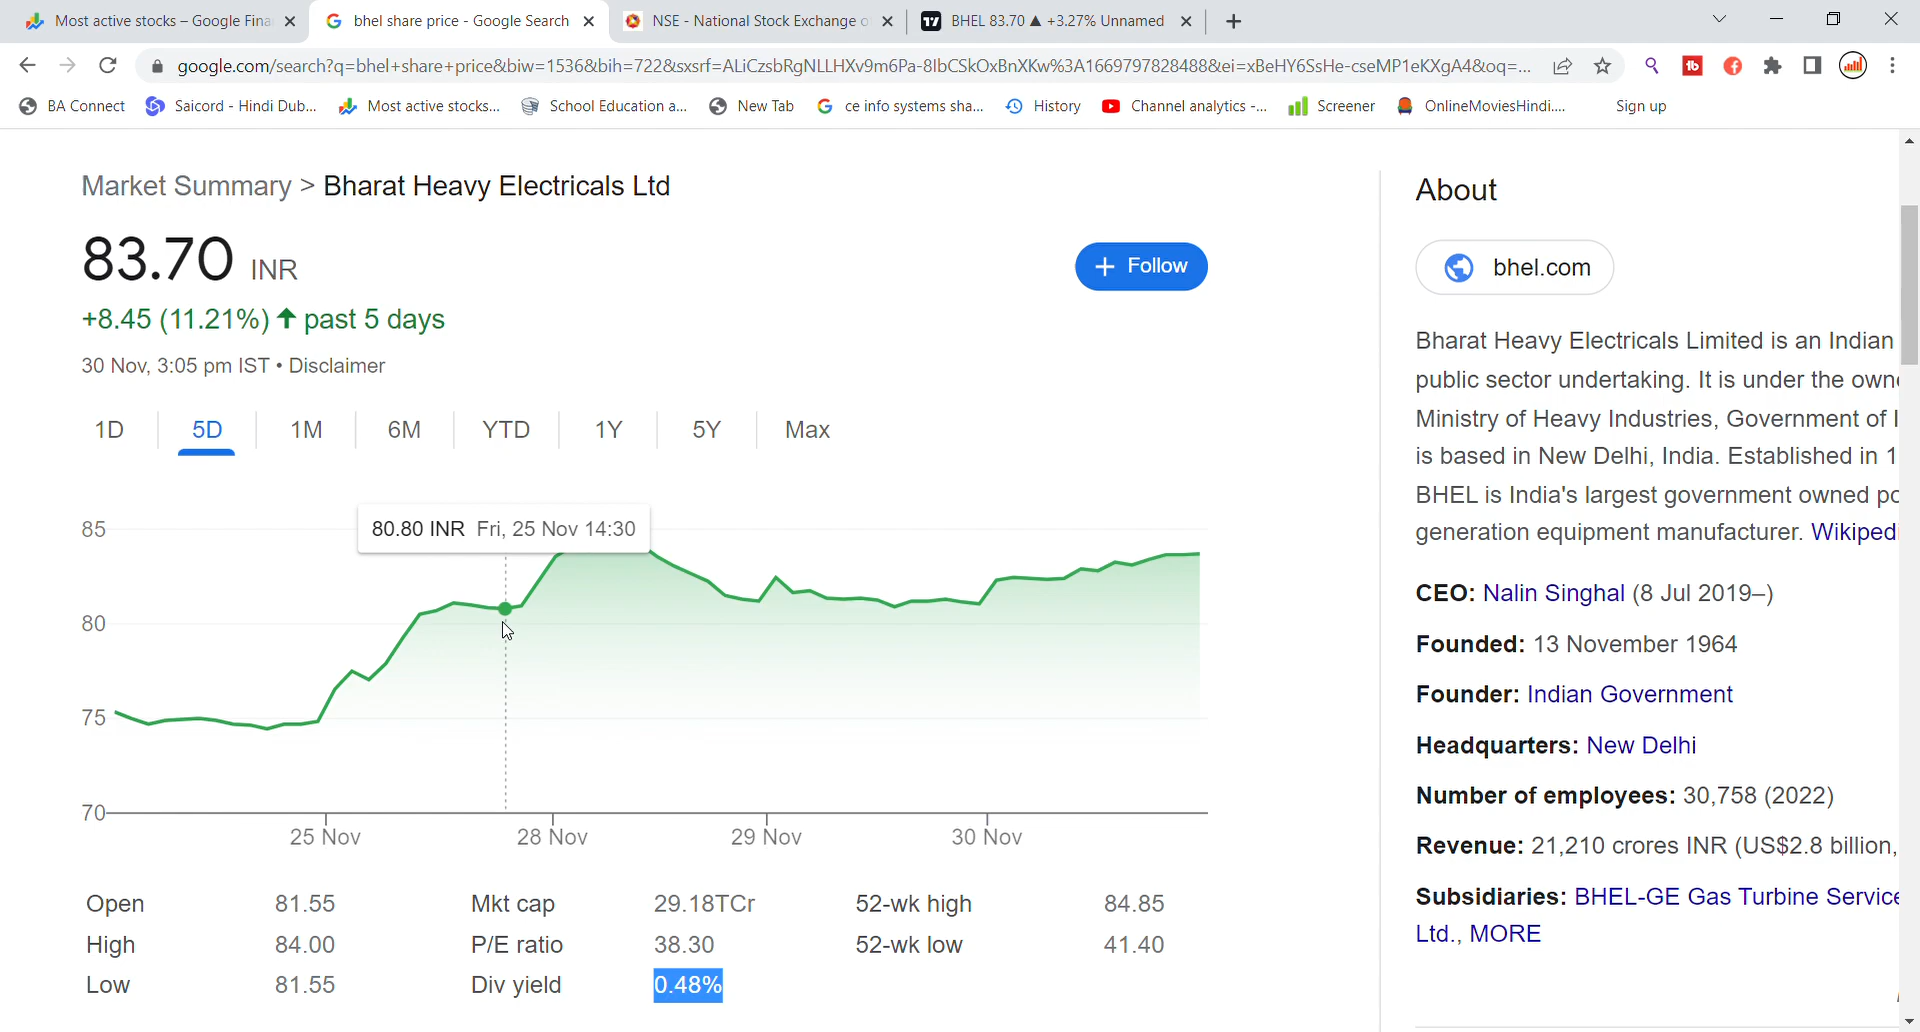 Most active stocks – Google Fina
bhel share price - Google Search
NSE - National Stock Exchange o
BHEL 83.70 ▲ +3.27% Unnamed
google.com/search?q=bhel+share+price&biw=1536&bih=722&sxsrf=ALiCzsbRgNLLHXv9m6Pa-8IbCSkOxBnXKw%3A1669797828488&ei=xBeHY6SsHe-cseMP1eKXgA4&oq=...
BA Connect
Saicord - Hindi Dub...
Most active stocks...
School Education a...
New Tab
ce info systems sha...
History
Channel analytics -...
Screener
OnlineMoviesHindi....
Sign up
Market Summary > Bharat Heavy Electricals Ltd
83.70 INR
+ Follow
+8.45 (11.21%) ↑ past 5 days
30 Nov, 3:05 pm IST • Disclaimer
1D 5D 1M 6M YTD 1Y 5Y Max
80.80 INR Fri, 25 Nov 14:30
85
80
75
70
25 Nov 28 Nov 29 Nov 30 Nov
Open 81.55 Mkt cap 29.18TCr 52-wk high 84.85
High 84.00 P/E ratio 38.30 52-wk low 41.40
Low 81.55 Div yield 0.48%
About
bhel.com
Bharat Heavy Electricals Limited is an Indian
public sector undertaking. It is under the owne
Ministry of Heavy Industries, Government of I
is based in New Delhi, India. Established in 1
BHEL is India's largest government owned po
generation equipment manufacturer. Wikipedi
CEO: Nalin Singhal (8 Jul 2019–)
Founded: 13 November 1964
Founder: Indian Government
Headquarters: New Delhi
Number of employees: 30,758 (2022)
Revenue: 21,210 crores INR (US$2.8 billion,
Subsidiaries: BHEL-GE Gas Turbine Service
Ltd., MORE